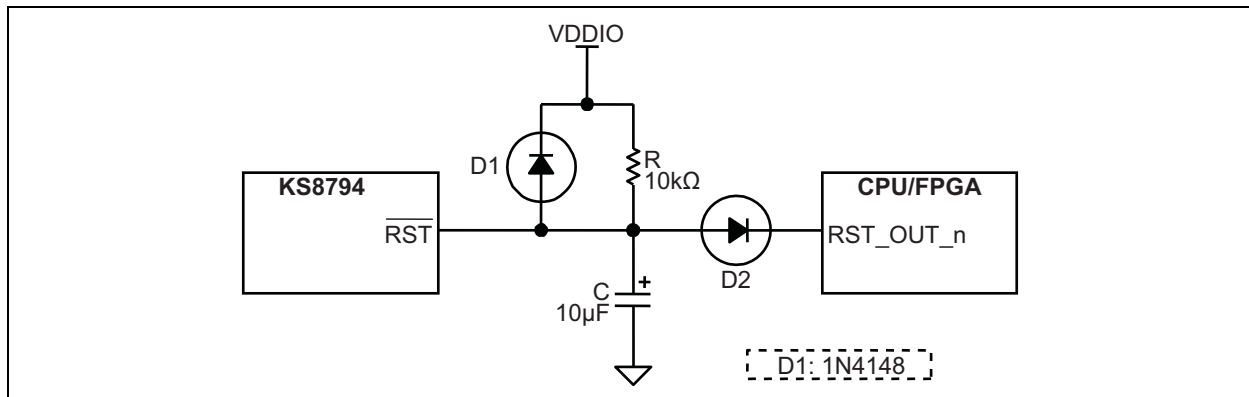 VDDIO
D1
R
10kΩ
KS8794
RST
CPU/FPGA
RST_OUT_n
D2
C
+
10μF
D1: 1N4148